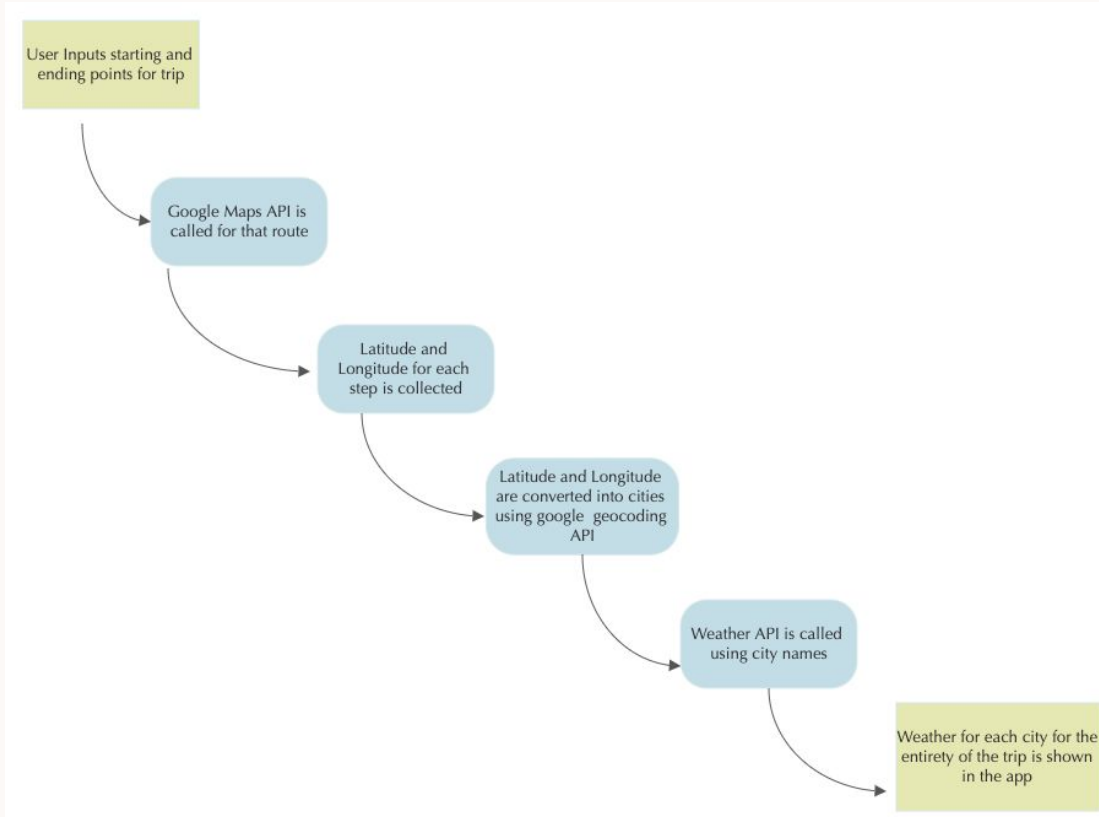 User Inputs starting and
ending points for trip
Google Maps API is
called for that route
Latitude and
Longitude for each
step is collected
Latitude and Longitude
are converted into cities
using google geocoding
API
Weather API is called
using city names
Weather for each city for the
entirety of the trip is shown
in the app